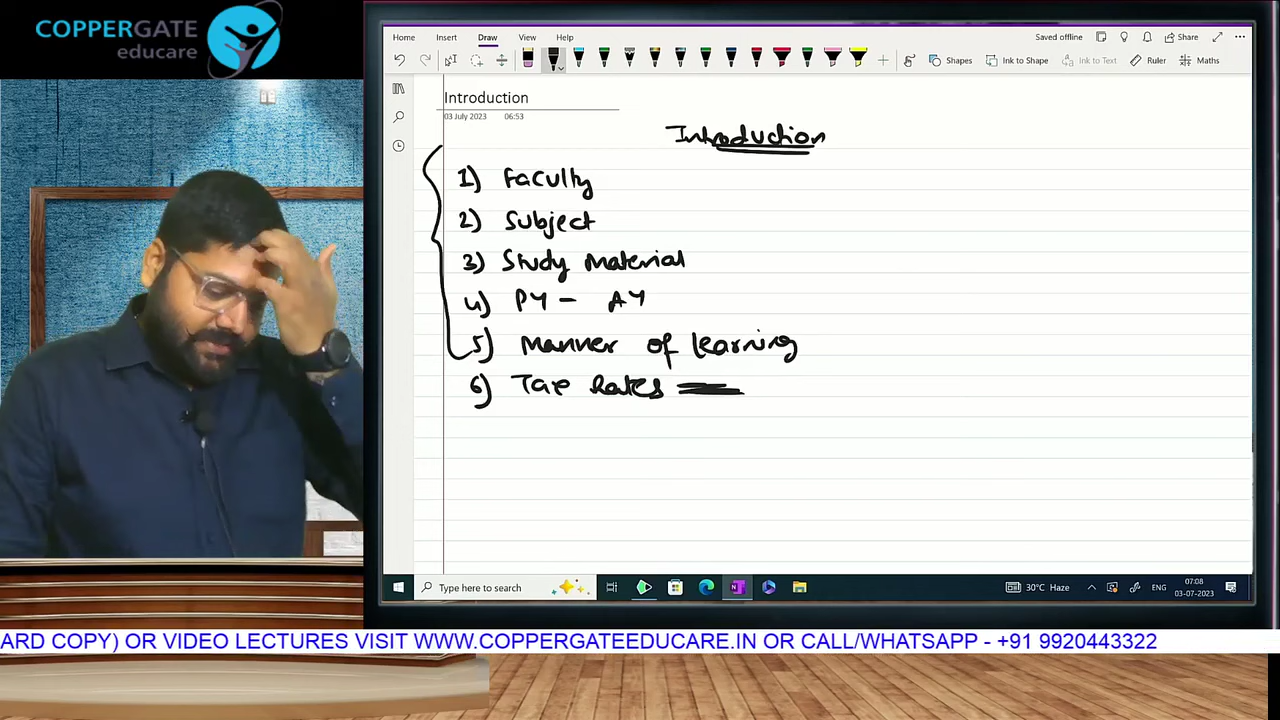 COPPERGATE
educare
Home Insert Draw View Help
Saved offline Share
Shapes Ink to Shape Ink to Text Ruler Maths
Introduction
03 July 2023 06:53
Introduction
1) Faculty
2) Subject
3) Study Material
4) PY - AY
5) Manner of learning
6) Tax Rates
Type here to search
30°C Haze ENG 07:08 03-07-2023
ARD COPY) OR VIDEO LECTURES VISIT WWW.COPPERGATEEDUCARE.IN OR CALL/WHATSAPP - +91 9920443322